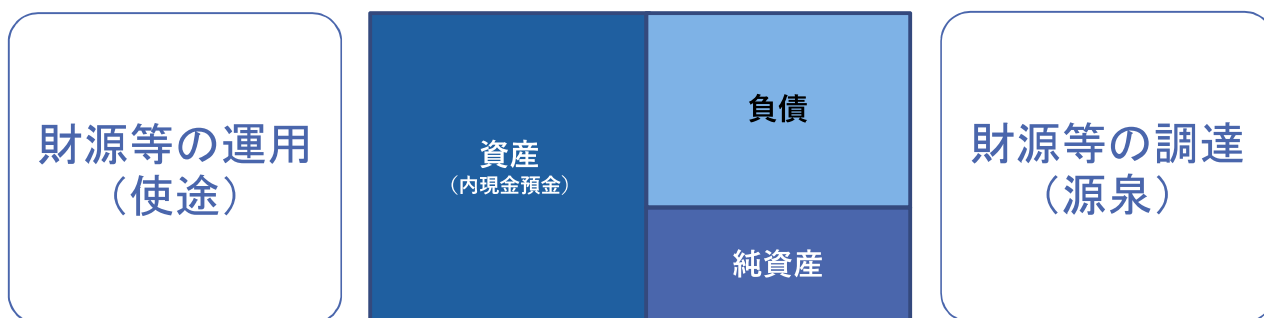 財源等の運用
（使途）
資産
（内現金預金）
負債
純資産
財源等の調達
（源泉）